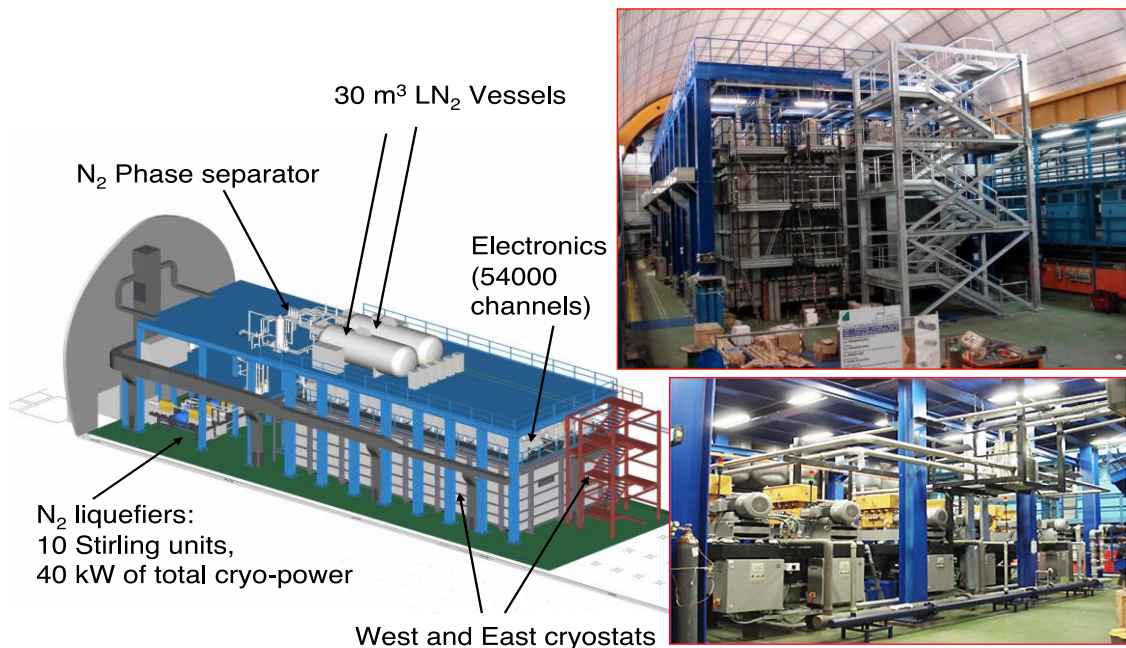 30 m³ LN₂ Vessels
N₂ Phase separator
Electronics
(54000
channels)
N₂ liquefiers:
10 Stirling units,
40 kW of total cryo-power
West and East cryostats